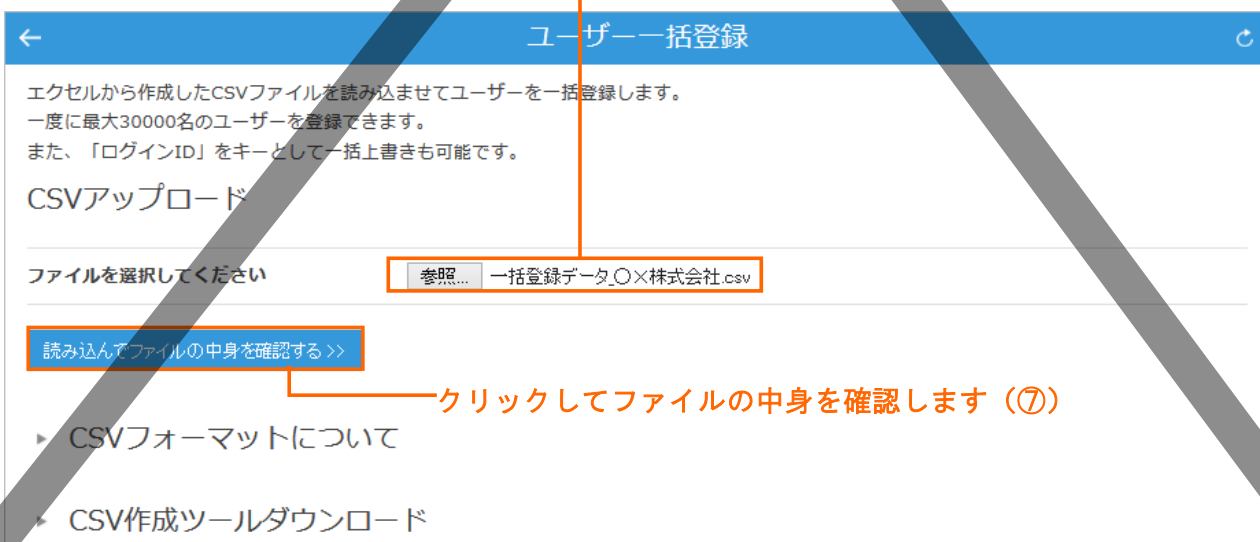 ユーザー一括登録
エクセルから作成したCSVファイルを読み込ませてユーザーを一括登録します。
一度に最大30000名のユーザーを登録できます。
また、「ログインID」をキーとして一括上書きも可能です。
CSVアップロード
ファイルを選択してください 参照... 一括登録データ_〇×株式会社.csv
読み込んでファイルの中身を確認する >>
クリックしてファイルの中身を確認します（⑦）
CSVフォーマットについて
CSV作成ツールダウンロード